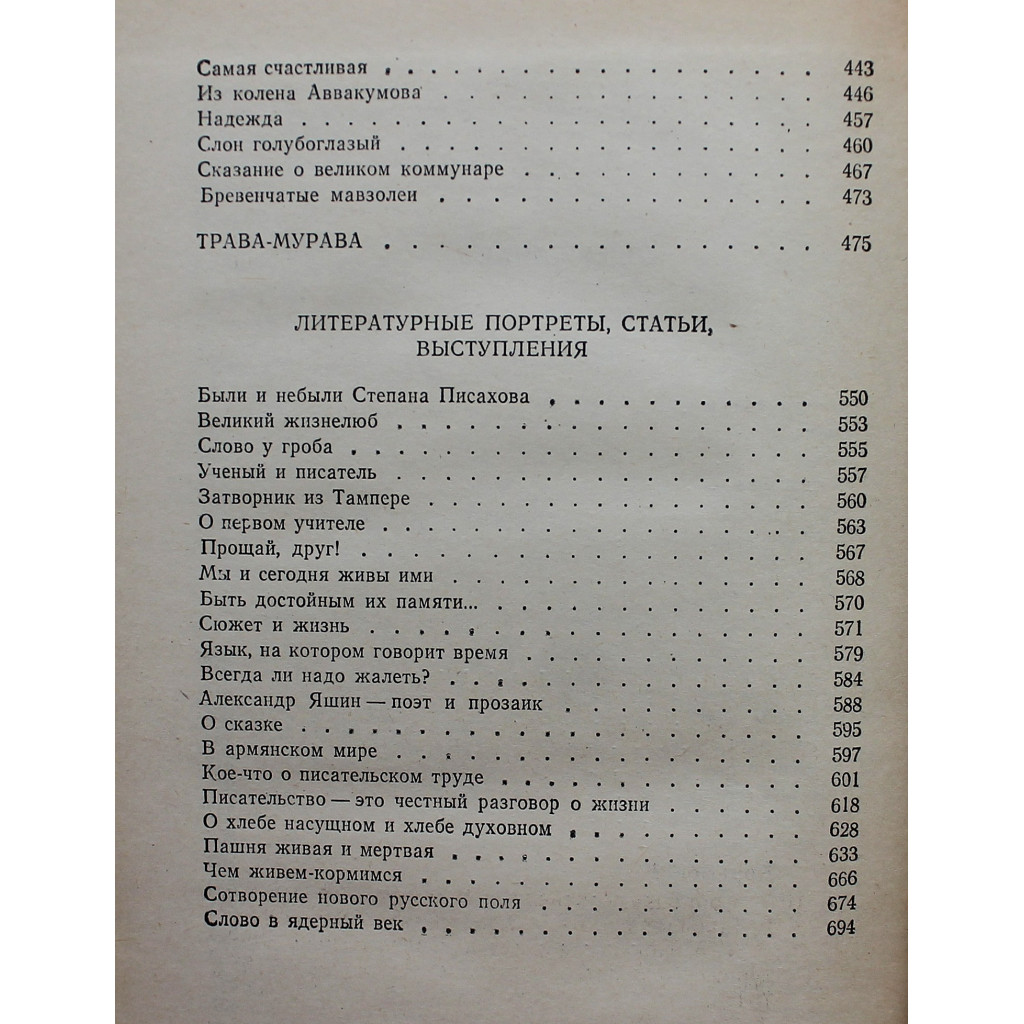 Самая счастливая . . . . . . . . . . . . . . . . . 443
Из колена Аввакумова . . . . . . . . . . . . . . . 446
Надежда . . . . . . . . . . . . . . . . . . . . 457
Слон голубоглазый . . . . . . . . . . . . . . . . 460
Сказание о великом коммунаре . . . . . . . . . . . . 467
Бревенчатые мавзолеи . . . . . . . . . . . . . . . 473
ТРАВА-МУРАВА . . . . . . . . . . . . . . . . . 475
ЛИТЕРАТУРНЫЕ ПОРТРЕТЫ, СТАТЬИ,
ВЫСТУПЛЕНИЯ
Были и небыли Степана Писахова . . . . . . . . . . . 550
Великий жизнелюб . . . . . . . . . . . . . . . . . 553
Слово у гроба . . . . . . . . . . . . . . . . . . . 555
Ученый и писатель . . . . . . . . . . . . . . . . . 557
Затворник из Тампере . . . . . . . . . . . . . . . 560
О первом учителе . . . . . . . . . . . . . . . . . 563
Прощай, друг! . . . . . . . . . . . . . . . . . . 567
Мы и сегодня живы ими . . . . . . . . . . . . . . 568
Быть достойным их памяти... . . . . . . . . . . . . . 570
Сюжет и жизнь . . . . . . . . . . . . . . . . . . 571
Язык, на котором говорит время . . . . . . . . . . . 579
Всегда ли надо жалеть? . . . . . . . . . . . . . . 584
Александр Яшин — поэт и прозаик . . . . . . . . . . 588
О сказке . . . . . . . . . . . . . . . . . . . . 595
В армянском мире . . . . . . . . . . . . . . . . . 597
Кое-что о писательском труде . . . . . . . . . . . . 601
Писательство — это честный разговор о жизни . . . . . . 618
О хлебе насущном и хлебе духовном . . . . . . . . . . 628
Пашня живая и мертвая . . . . . . . . . . . . . . 633
Чем живем-кормимся . . . . . . . . . . . . . . . . 666
Сотворение нового русского поля . . . . . . . . . . . 674
Слово в ядерный век . . . . . . . . . . . . . . . . 694